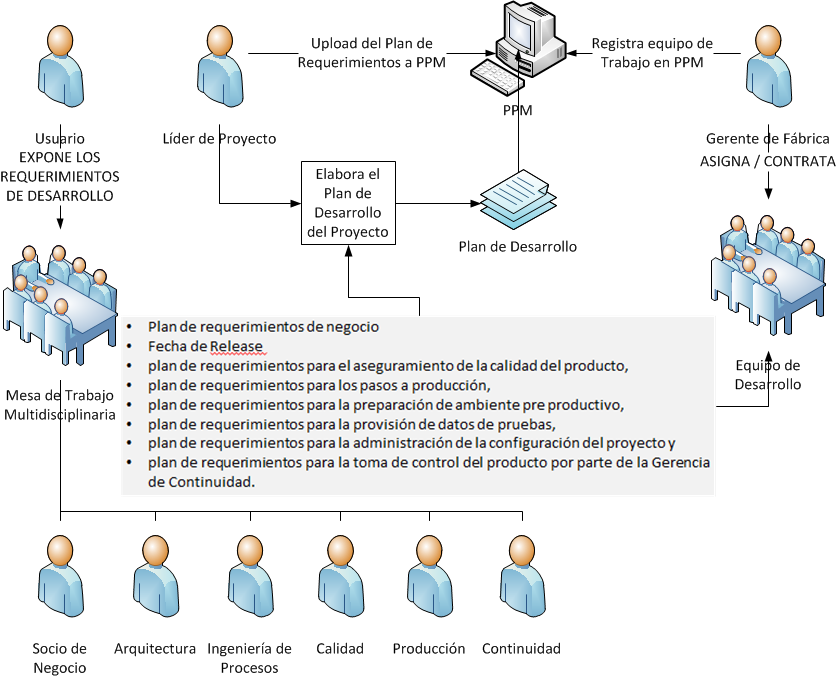 Upload del Plan de
Requerimientos a PPM
Registra equipo de
Trabajo en PPM
PPM
Usuario
EXPONE LOS
REQUERIMIENTOS
DE DESARROLLO
Líder de Proyecto
Gerente de Fábrica
ASIGNA / CONTRATA
Elabora el
Plan de
Desarrollo
del Proyecto
Plan de Desarrollo
Mesa de Trabajo
Multidisciplinaria
• Plan de requerimientos de negocio
• Fecha de Release
• plan de requerimientos para el aseguramiento de la calidad del producto,
• plan de requerimientos para los pasos a producción,
• plan de requerimientos para la preparación de ambiente pre productivo,
• plan de requerimientos para la provisión de datos de pruebas,
• plan de requerimientos para la administración de la configuración del proyecto y
• plan de requerimientos para la toma de control del producto por parte de la Gerencia
de Continuidad.
Equipo de
Desarrollo
Socio de
Negocio
Arquitectura
Ingeniería de
Procesos
Calidad
Producción
Continuidad